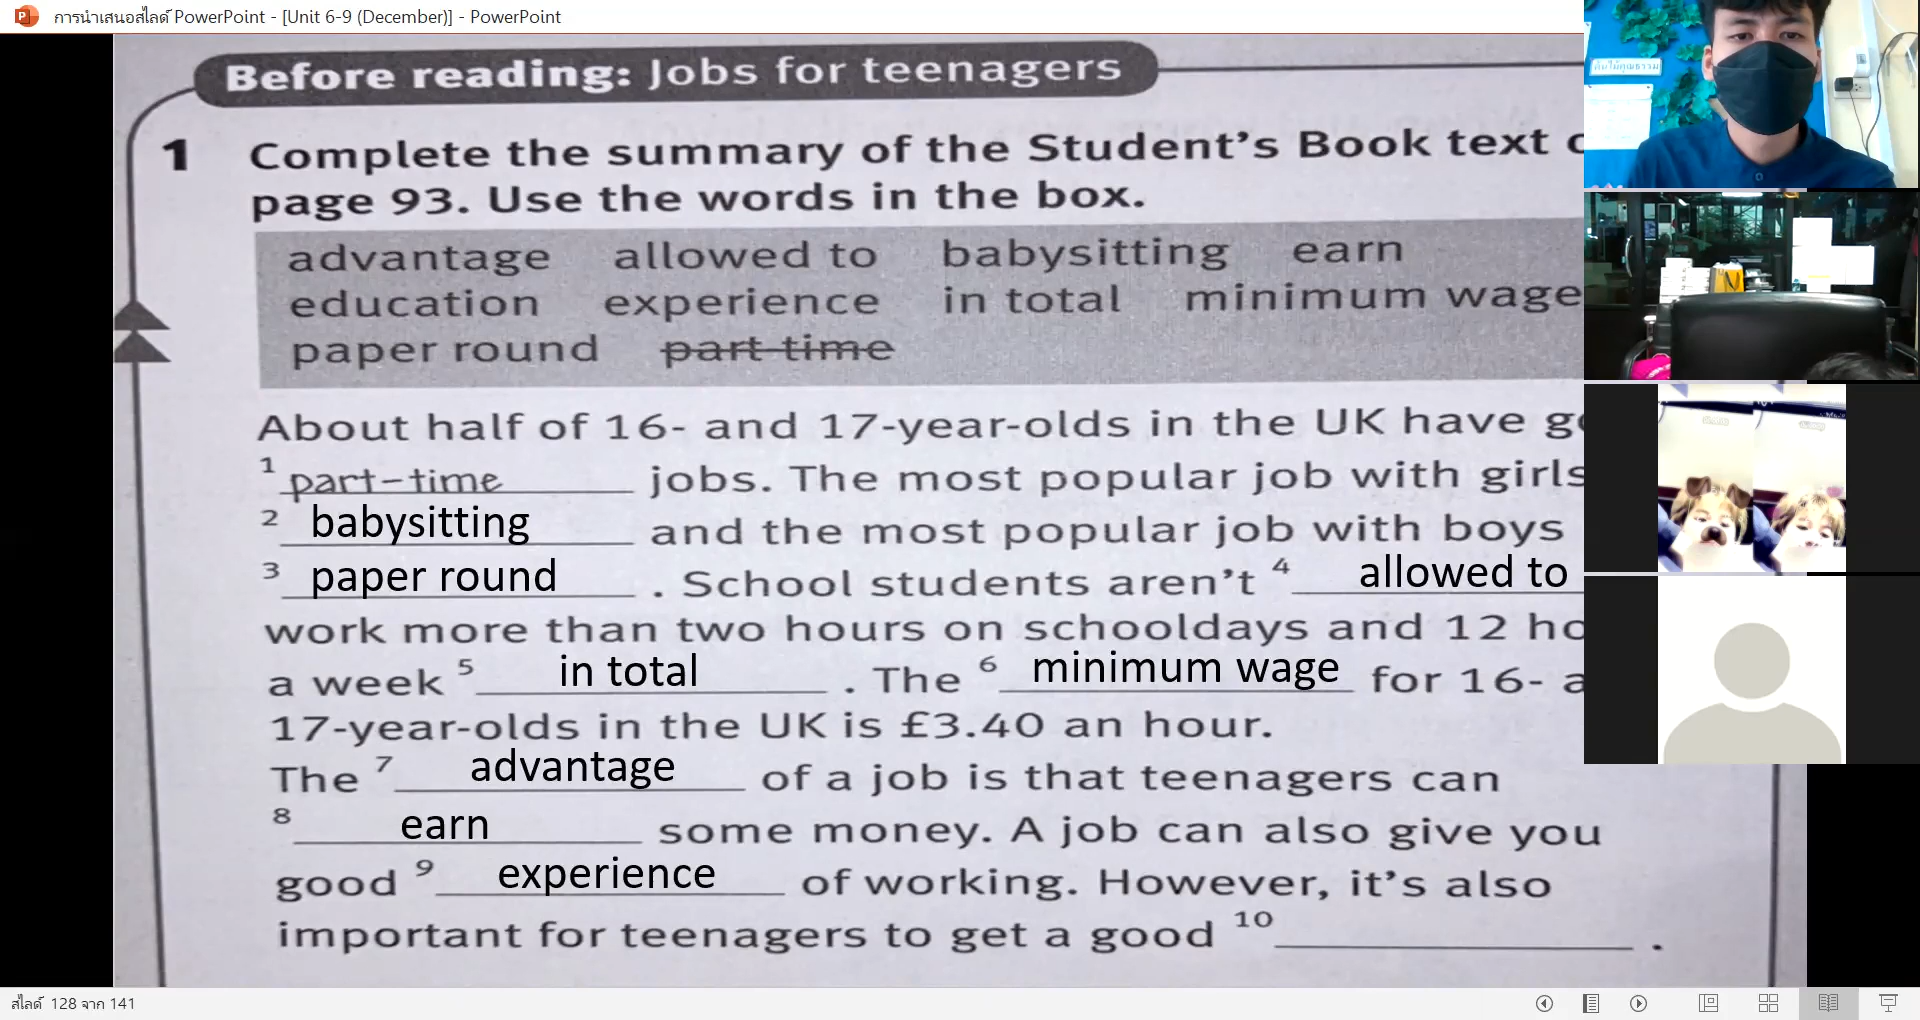 การนำเสนอสไลด์ PowerPoint - [Unit 6-9 (December)] - PowerPoint
Before reading: Jobs for teenagers
1 Complete the summary of the Student's Book text
page 93. Use the words in the box.
advantage allowed to babysitting earn
education experience in total minimum wage
paper round part-time
About half of 16- and 17-year-olds in the UK have
1 part-time jobs. The most popular job with girls
2 babysitting and the most popular job with boys
3 paper round . School students aren't 4 allowed to
work more than two hours on schooldays and 12
a week 5 in total . The 6 minimum wage for 16-
17-year-olds in the UK is £3.40 an hour.
The 7 advantage of a job is that teenagers can
8 earn some money. A job can also give you
good 9 experience of working. However, it's also
important for teenagers to get a good 10 .
สไลด์ 128 จาก 141